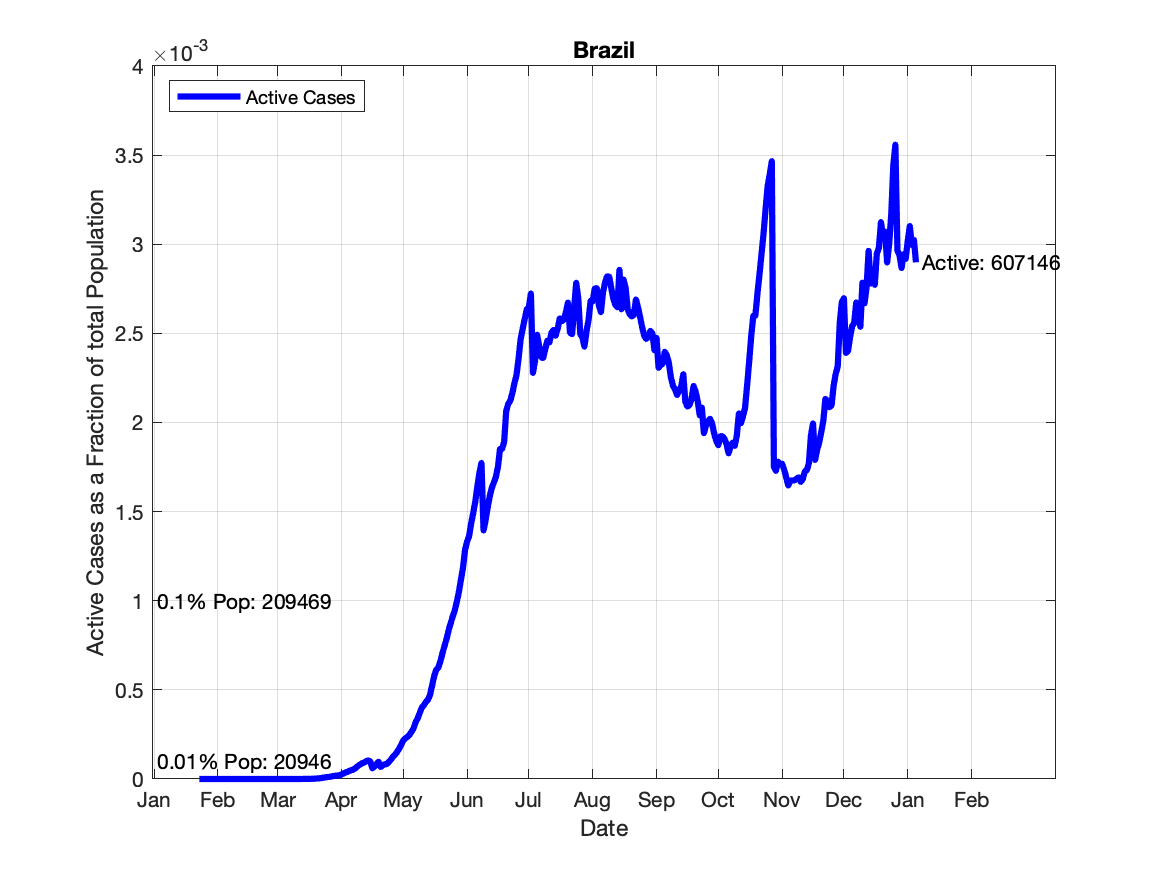 Brazil
×10-3
4
3.5
3
2.5
2
1.5
1
0.5
0
Active Cases as a Fraction of total Population
Active Cases
Active: 607146
0.1% Pop: 209469
0.01% Pop: 20946
Jan Feb Mar Apr May Jun Jul Aug Sep Oct Nov Dec Jan Feb
Date